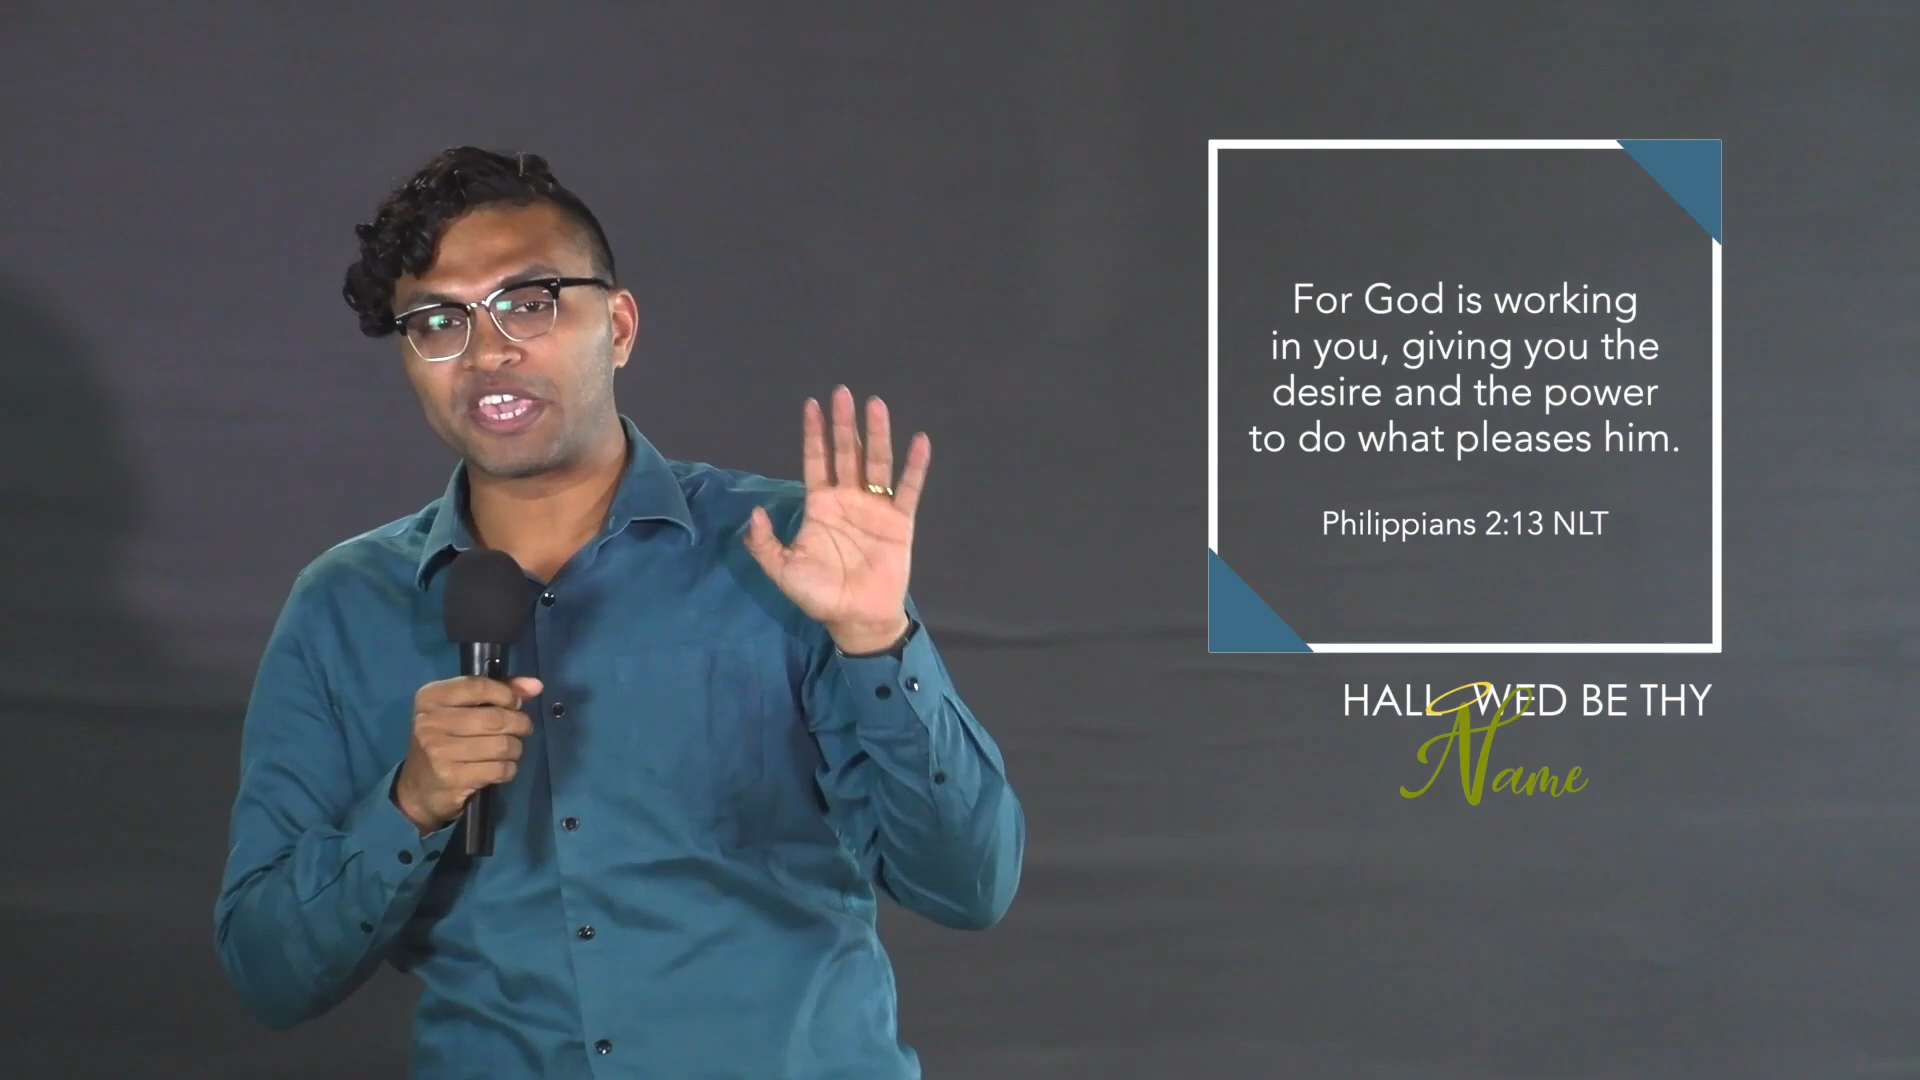 For God is working
in you, giving you the
desire and the power
to do what pleases him.
Philippians 2:13 NLT
HALLOWED BE THY
Name